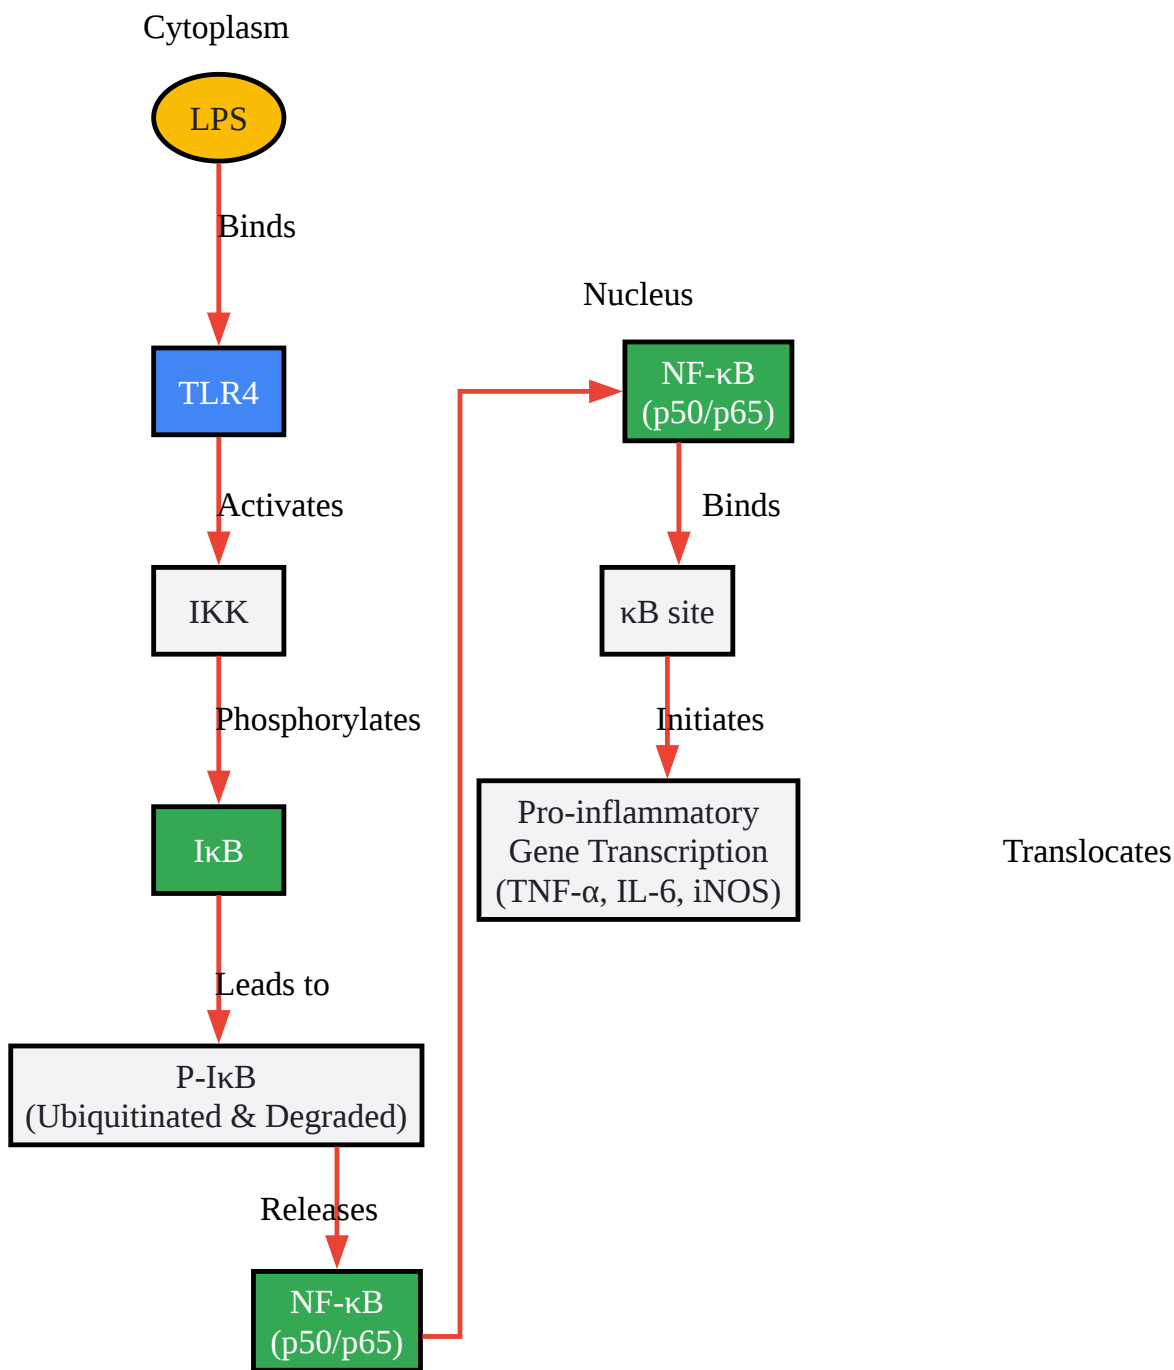 Cytoplasm
LPS
Binds
TLR4
Activates
IKK
Phosphorylates
IκB
Leads to
P-IκB
(Ubiquitinated & Degraded)
Releases
NF-κB
(p50/p65)
Translocates
Nucleus
NF-κB
(p50/p65)
Binds
κB site
Initiates
Pro-inflammatory
Gene Transcription
(TNF-α, IL-6, iNOS)